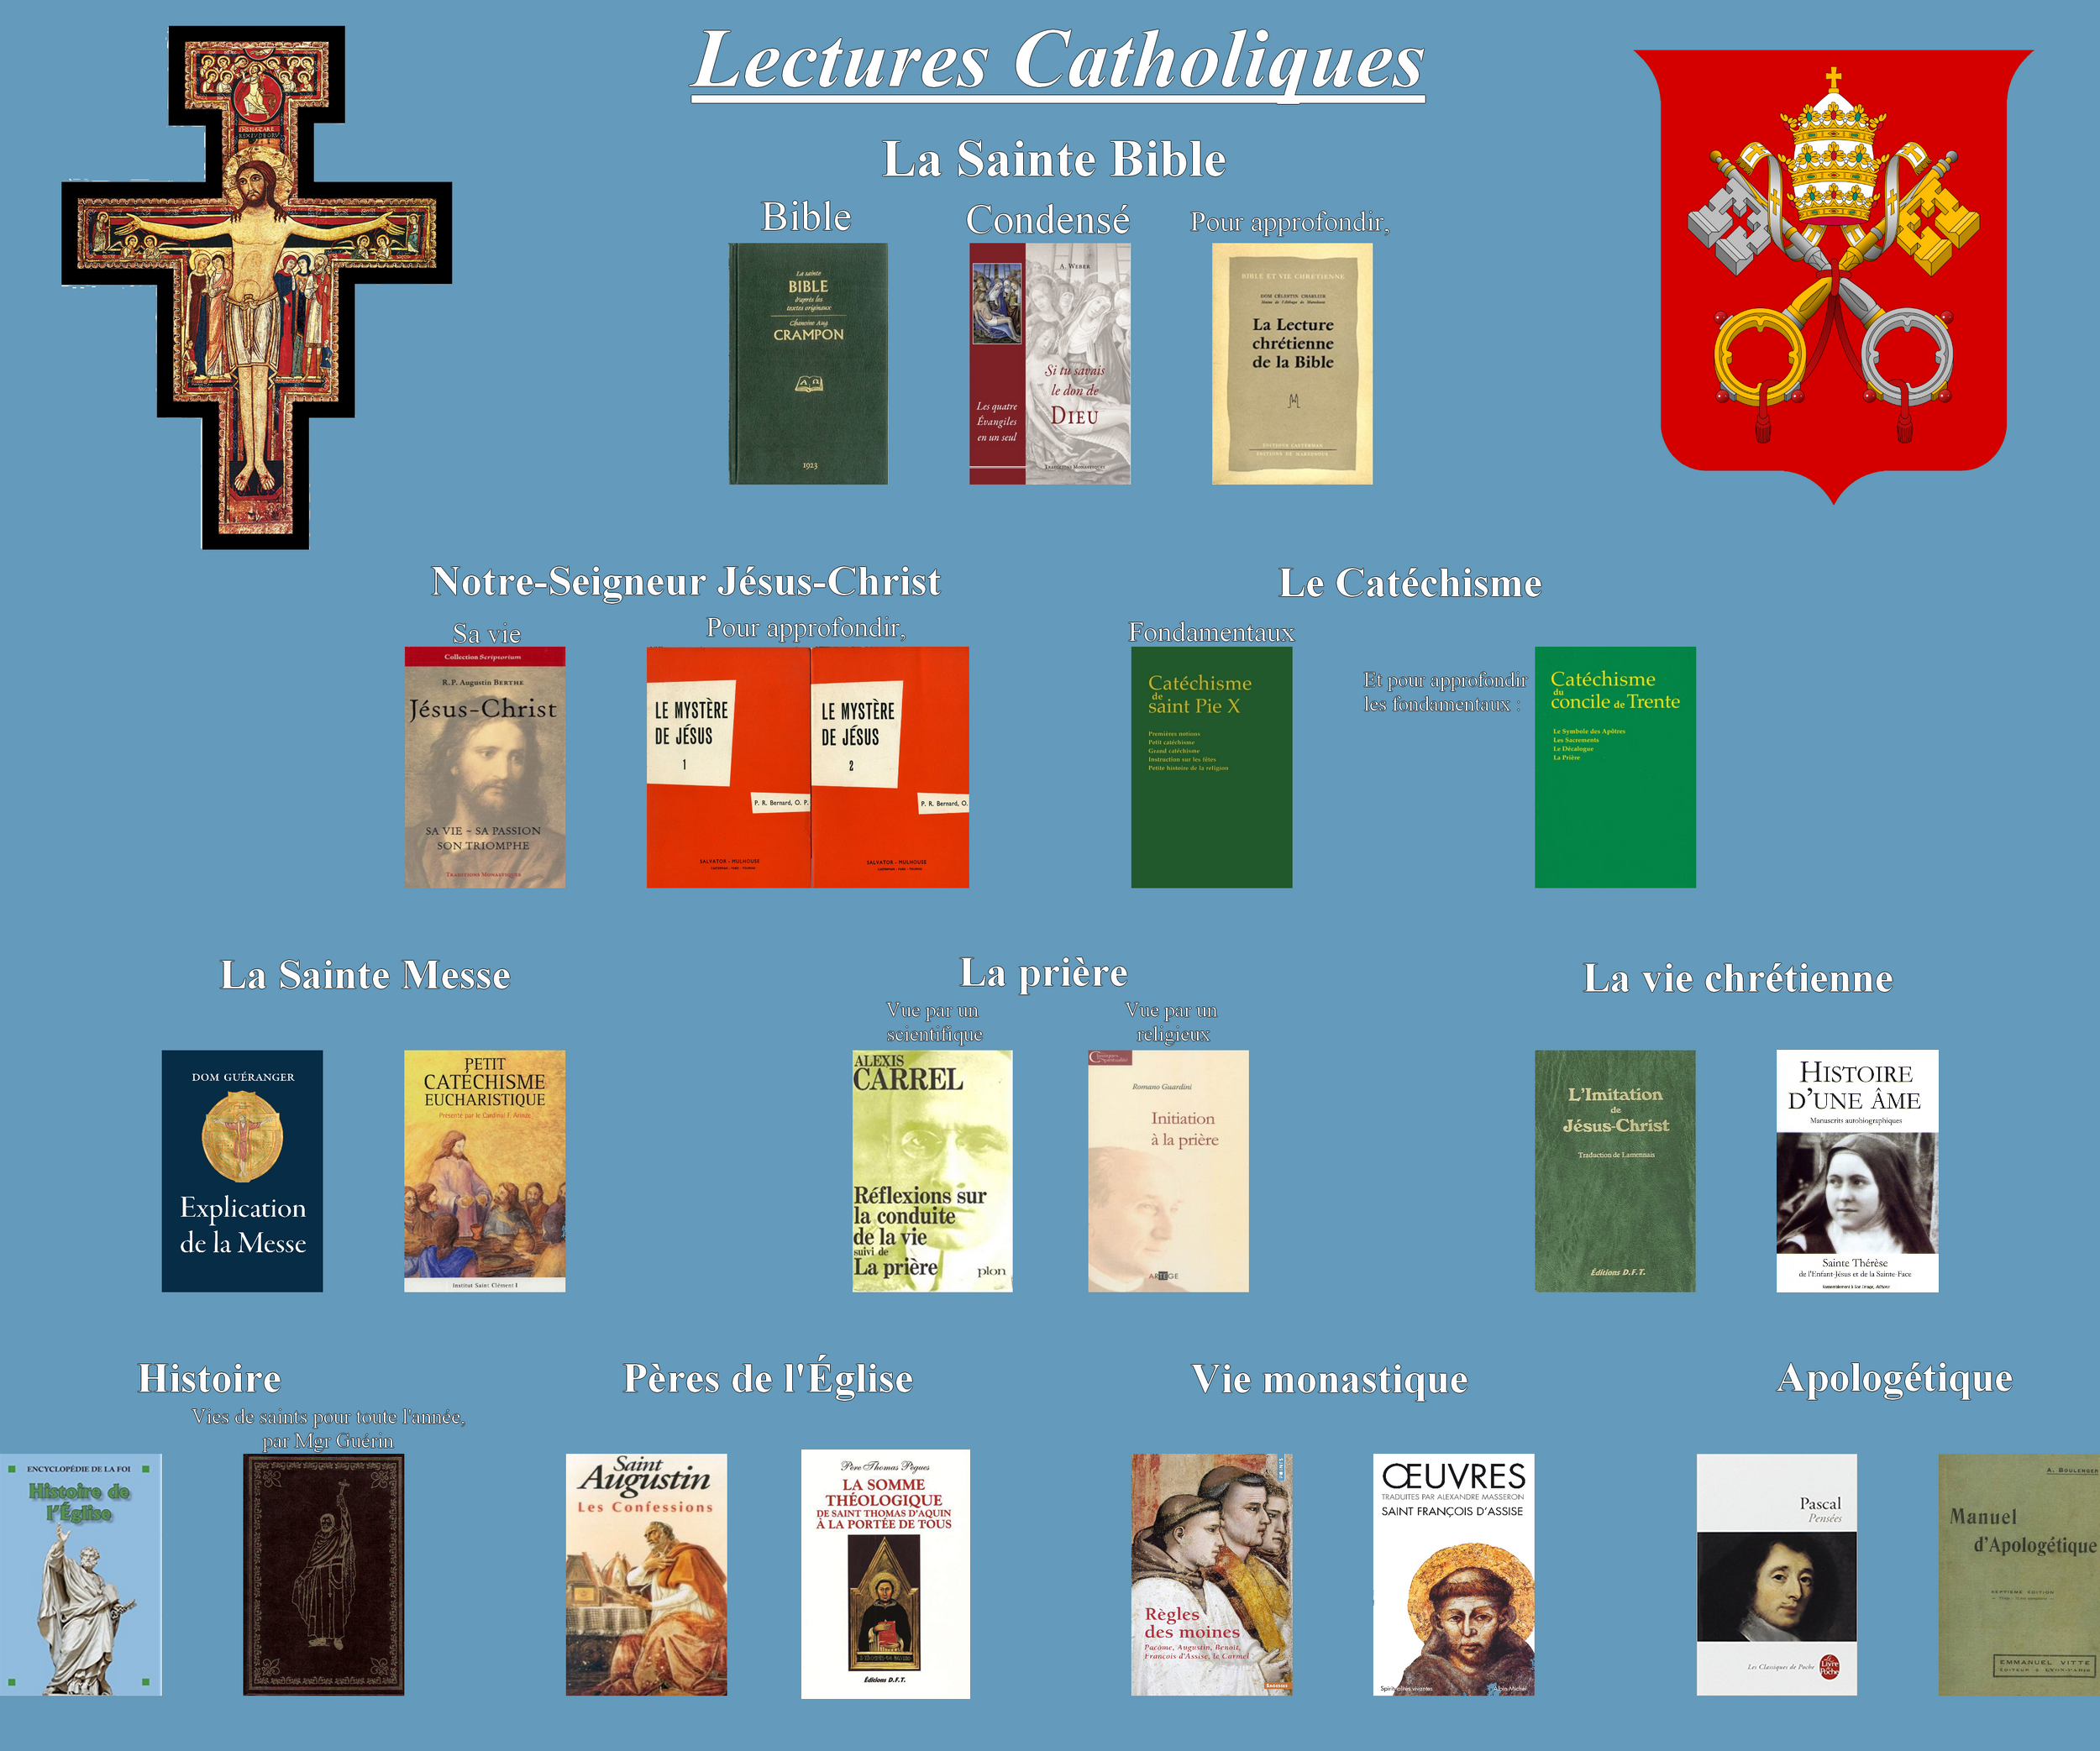 Lectures Catholiques
La Sainte Bible
Bible
Condensé
Pour approfondir,
La sainte
BIBLE
d'après les
textes originaux
Chanoine Aug.
CRAMPON
A Ω
1923
A. WEBER
Si tu savais
le don de
DIEU
Les quatre
Évangiles
en un seul
TRADITIONS MONASTIQUES
BIBLE ET VIE CHRÉTIENNE
DOM CÉLESTIN CHARLIER
La Lecture
chrétienne
de la Bible
ÉDITIONS CASTERMAN
ÉDITIONS DE MAREDSOUS
Notre-Seigneur Jésus-Christ
Sa vie
Pour approfondir,
Collection Scriptorium
R.P. Augustin BERTHE
Jésus-Christ
SA VIE – SA PASSION
SON TRIOMPHE
TRADITIONS MONASTIQUES
LE MYSTÈRE
DE JÉSUS
1
P. R. Bernard, O. P.
SALVATOR - MULHOUSE
LE MYSTÈRE
DE JÉSUS
2
P. R. Bernard, O.
SALVATOR - MULHOUSE
Le Catéchisme
Fondamentaux
Catéchisme
de
saint Pie X
Premières notions
Petit catéchisme
Grand catéchisme
Instruction sur les fêtes
Petite histoire de la religion
Et pour approfondir
les fondamentaux :
Catéchisme
du
concile de Trente
Le Symbole des Apôtres
Les Sacrements
Le Décalogue
La Prière
La Sainte Messe
DOM GUÉRANGER
Explication
de la Messe
PETIT
CATÉCHISME
EUCHARISTIQUE
Présenté par le Cardinal F. Arinze
Institut Saint Clément I
La prière
Vue par un
scientifique
Vue par un
religieux
ALEXIS
CARREL
Réflexions sur
la conduite
de la vie
suivi de
La prière
plon
Classiques
Spiritualité
Romano Guardini
Initiation
à la prière
ARTÈGE
La vie chrétienne
L'Imitation
de
Jésus-Christ
Traduction de Lamennais
Éditions D.F.T.
HISTOIRE
D'UNE ÂME
Manuscrits autobiographiques
Sainte Thérèse
de l'Enfant-Jésus et de la Sainte-Face
Histoire
Vies de saints pour toute l'année,
par Mgr Guérin
ENCYCLOPÉDIE DE LA FOI
Histoire de
l'Église
Pères de l'Église
Saint
Augustin
Les Confessions
Père Thomas Pègues
LA SOMME
THÉOLOGIQUE
DE SAINT THOMAS D'AQUIN
À LA PORTÉE DE TOUS
Éditions D.F.T.
Vie monastique
Règles
des moines
Pacôme, Augustin, Benoît,
François d'Assise, le Carmel
ŒUVRES
TRADUITES PAR ALEXANDRE MASSERON
SAINT FRANÇOIS D'ASSISE
Spiritualités vivantes
Albin Michel
Apologétique
Pascal
Pensées
Les Classiques de Poche
Le Livre de Poche
A. BOULENGER
Manuel
d'Apologétique
SEPTIÈME ÉDITION
EMMANUEL VITTE
ÉDITEUR À LYON-PARIS